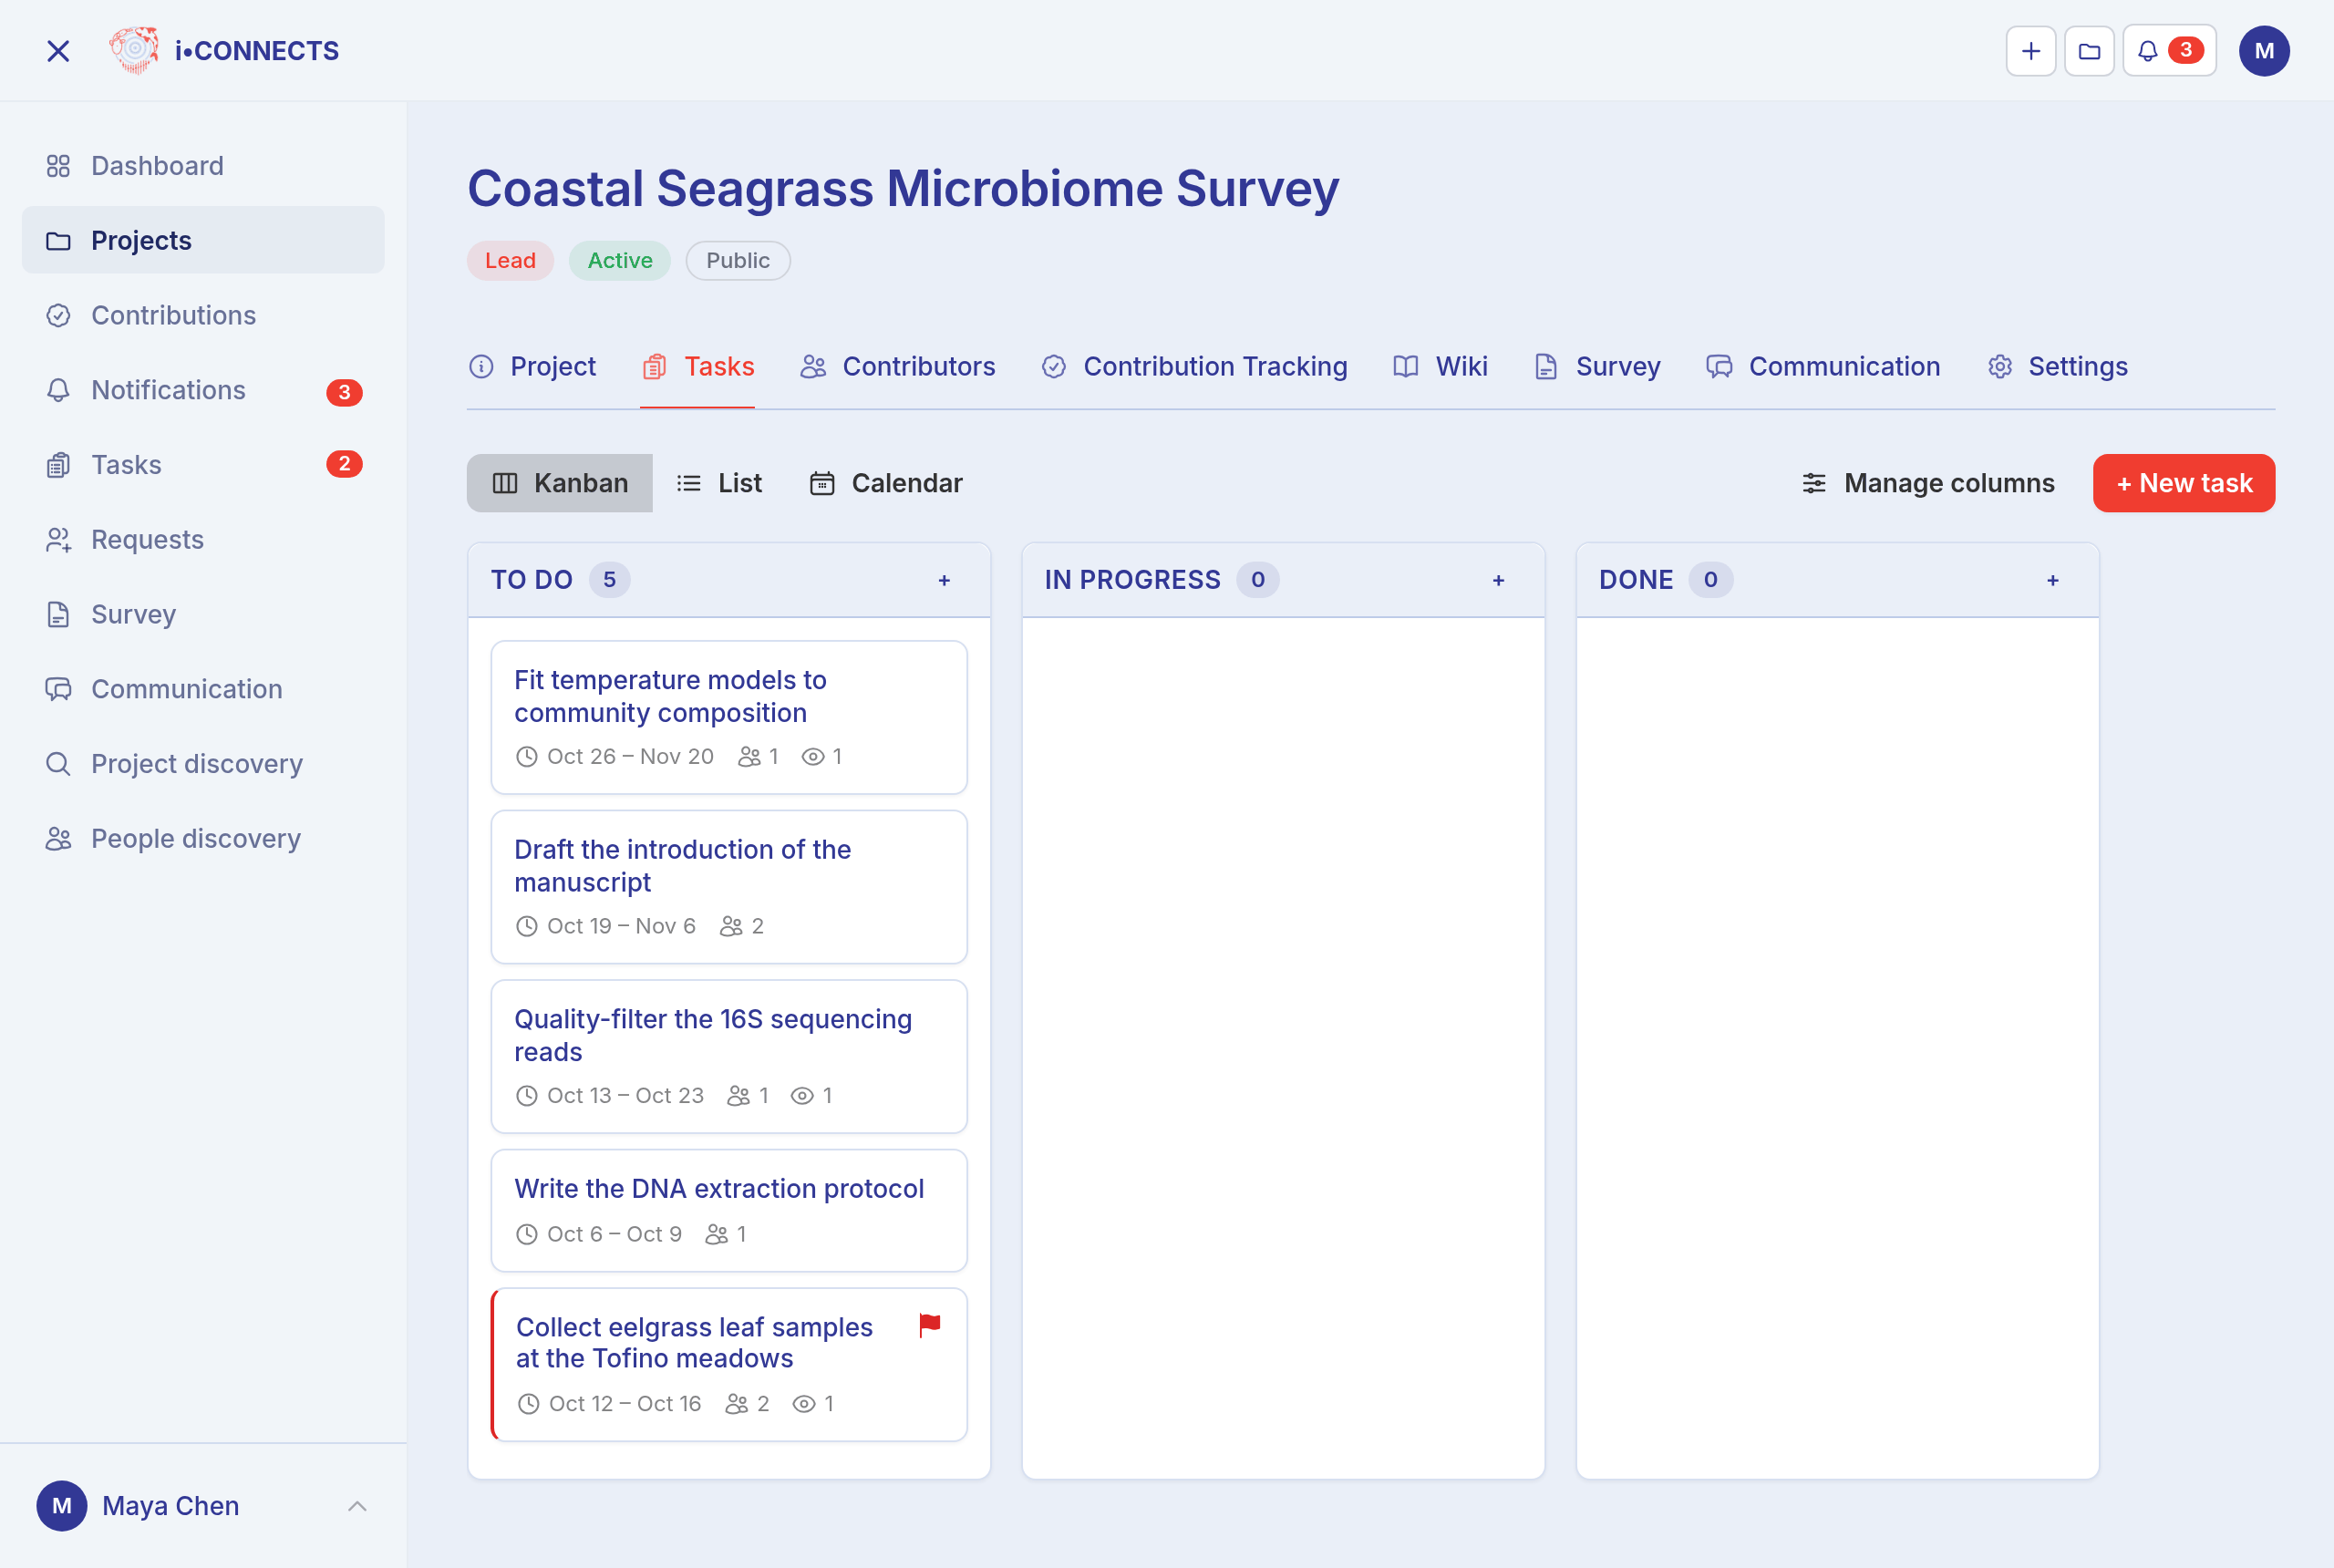 i•CONNECTS
3
M
Dashboard
Projects
Contributions
Notifications 3
Tasks 2
Requests
Survey
Communication
Project discovery
People discovery
M Maya Chen
Coastal Seagrass Microbiome Survey
Lead Active Public
Project Tasks Contributors Contribution Tracking Wiki Survey Communication Settings
Kanban List Calendar Manage columns + New task
TO DO 5 +
Fit temperature models to
community composition
Oct 26 – Nov 20 1 1
Draft the introduction of the
manuscript
Oct 19 – Nov 6 2
Quality-filter the 16S sequencing
reads
Oct 13 – Oct 23 1 1
Write the DNA extraction protocol
Oct 6 – Oct 9 1
Collect eelgrass leaf samples
at the Tofino meadows
Oct 12 – Oct 16 2 1
IN PROGRESS 0 +
DONE 0 +